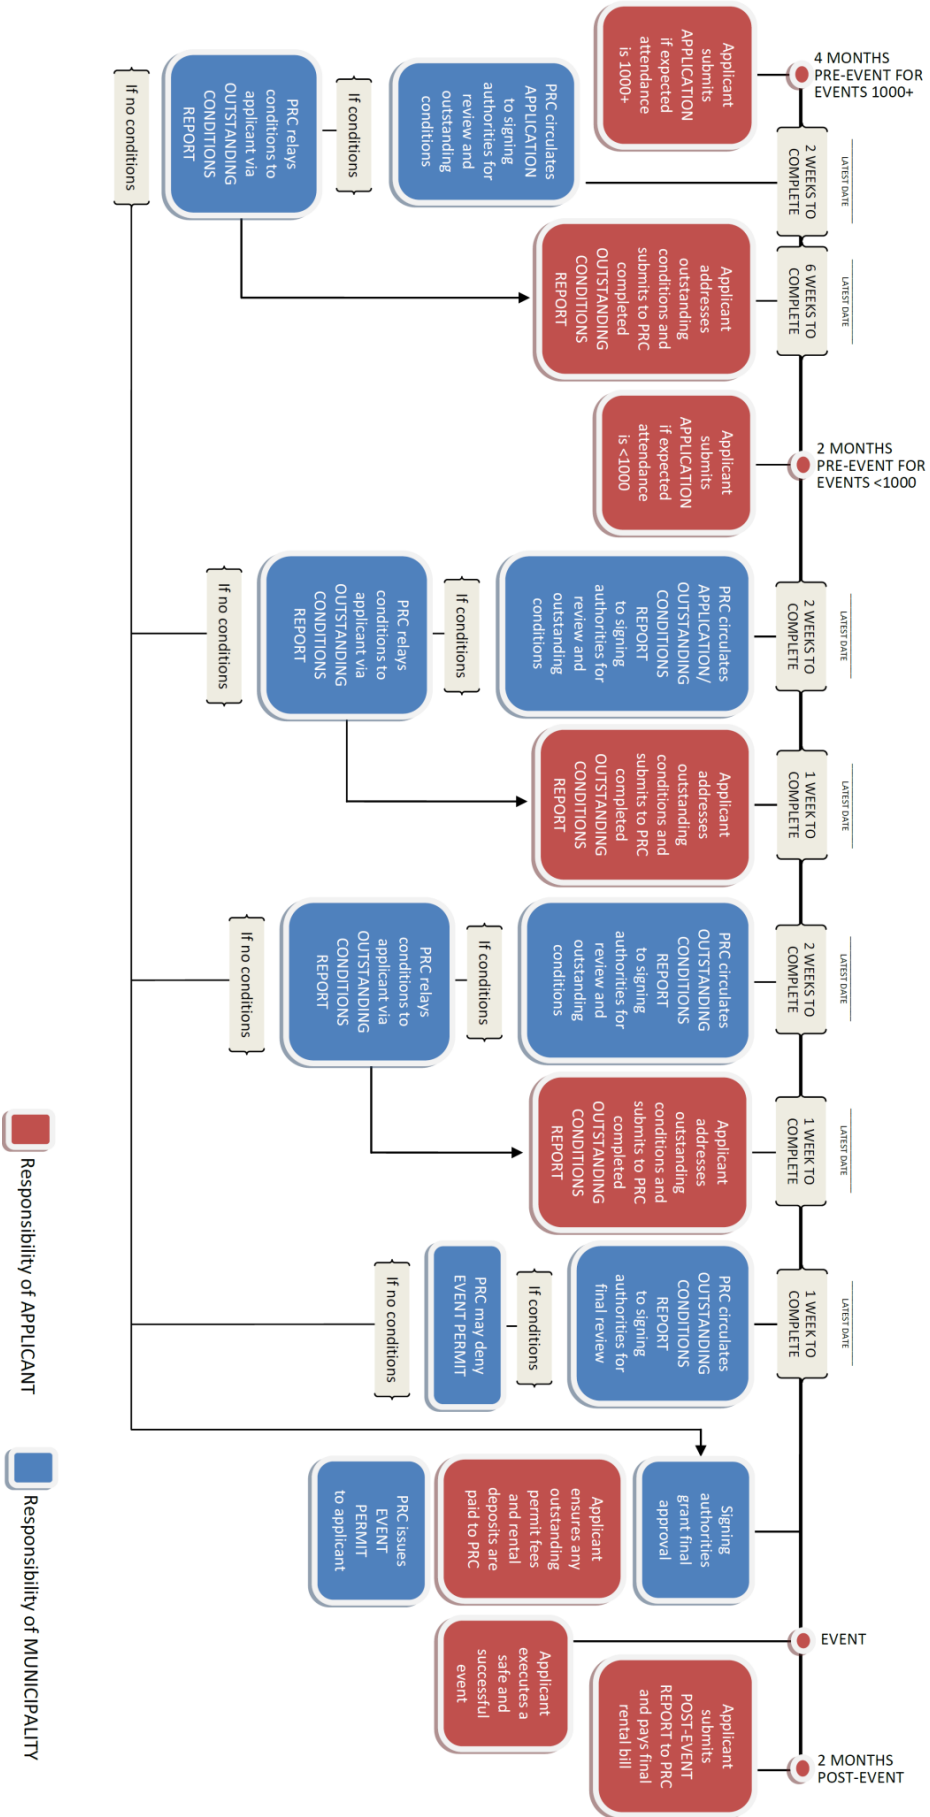 4 MONTHS
PRE-EVENT FOR
EVENTS 1000+
LATEST DATE
2 WEEKS TO
COMPLETE
LATEST DATE
6 WEEKS TO
COMPLETE
2 MONTHS
PRE-EVENT FOR
EVENTS <1000
LATEST DATE
2 WEEKS TO
COMPLETE
LATEST DATE
1 WEEK TO
COMPLETE
LATEST DATE
2 WEEKS TO
COMPLETE
LATEST DATE
1 WEEK TO
COMPLETE
LATEST DATE
1 WEEK TO
COMPLETE
EVENT
2 MONTHS
POST-EVENT
Applicant
submits
APPLICATION
if expected
attendance
is 1000+
PRC circulates
APPLICATION
to signing
authorities for
review and
outstanding
conditions
If conditions
PRC relays
conditions to
applicant via
OUTSTANDING
CONDITIONS
REPORT
If no conditions
Applicant
addresses
outstanding
conditions and
submits to PRC
completed
OUTSTANDING
CONDITIONS
REPORT
Applicant
submits
APPLICATION
if expected
attendance
is <1000
PRC circulates
APPLICATION/
OUTSTANDING
CONDITIONS
REPORT
to signing
authorities for
review and
outstanding
conditions
If conditions
PRC relays
conditions to
applicant via
OUTSTANDING
CONDITIONS
REPORT
If no conditions
Applicant
addresses
outstanding
conditions and
submits to PRC
completed
OUTSTANDING
CONDITIONS
REPORT
PRC circulates
OUTSTANDING
CONDITIONS
REPORT
to signing
authorities for
review and
outstanding
conditions
If conditions
PRC relays
conditions to
applicant via
OUTSTANDING
CONDITIONS
REPORT
If no conditions
Applicant
addresses
outstanding
conditions and
submits to PRC
completed
OUTSTANDING
CONDITIONS
REPORT
PRC circulates
OUTSTANDING
CONDITIONS
REPORT
to signing
authorities for
final review
If conditions
PRC may deny
EVENT PERMIT
If no conditions
Signing
authorities
grant final
approval
Applicant
ensures any
outstanding
permit fees
and rental
deposits are
paid to PRC
PRC issues
EVENT
PERMIT
to applicant
Applicant
executes a
safe and
successful
event
Applicant
submits
POST-EVENT
REPORT to PRC
and pays final
rental bill
Responsibility of APPLICANT
Responsibility of MUNICIPALITY